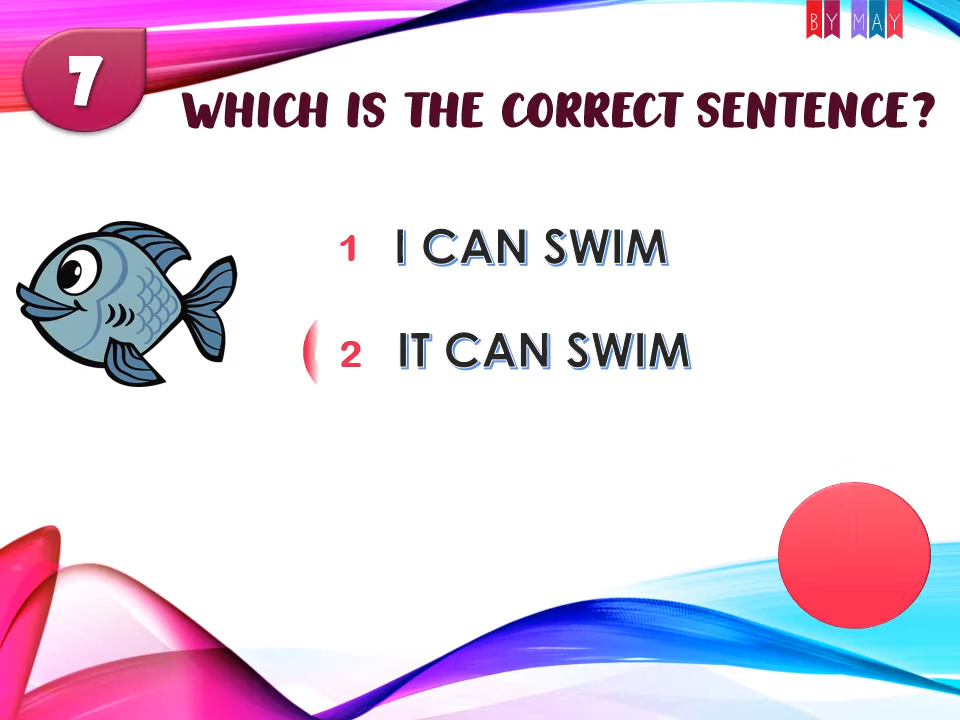 BY MAY
7
WHICH IS THE CORRECT SENTENCE?
1 I CAN SWIM
2 IT CAN SWIM